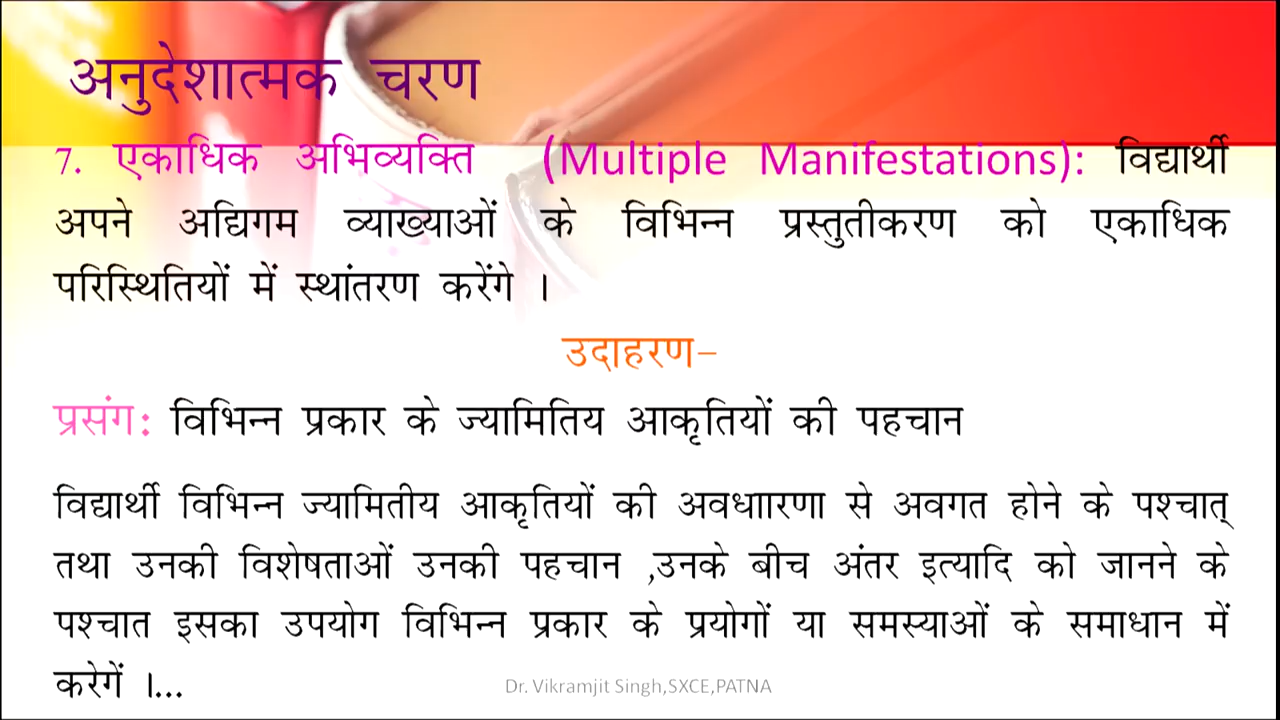 अनुदेशात्मक चरण
7. एकाधिक अभिव्यक्ति (Multiple Manifestations): विद्यार्थी
अपने अद्यिगम व्याख्याओं के विभिन्न प्रस्तुतीकरण को एकाधिक
परिस्थितियों में स्थांतरण करेंगे ।
उदाहरण-
प्रसंग: विभिन्न प्रकार के ज्यामितिय आकृतियों की पहचान
विद्यार्थी विभिन्न ज्यामितीय आकृतियों की अवधाारणा से अवगत होने के पश्चात्
तथा उनकी विशेषताओं उनकी पहचान ,उनके बीच अंतर इत्यादि को जानने के
पश्चात इसका उपयोग विभिन्न प्रकार के प्रयोगों या समस्याओं के समाधान में
करेगें ।...
Dr. Vikramjit Singh,SXCE,PATNA